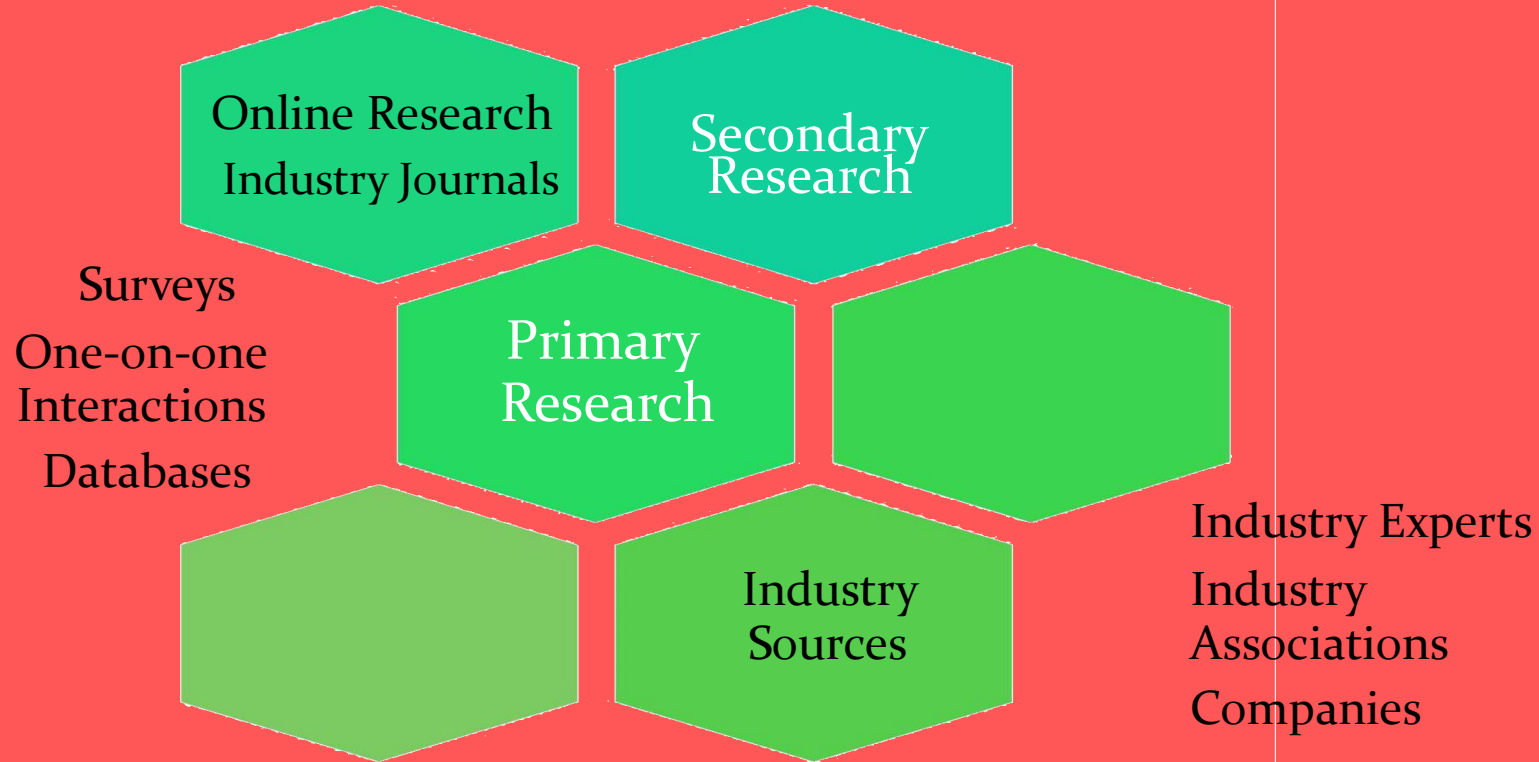 Online Research
Industry Journals
Secondary
Research
Surveys
One-on-one
Interactions
Databases
Primary
Research
Industry
Sources
Industry Experts
Industry
Associations
Companies